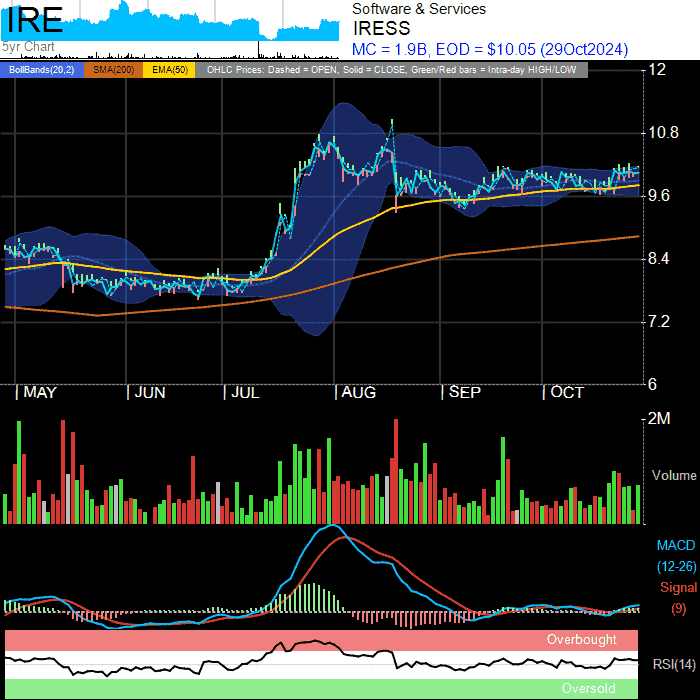 IRE
5yr Chart
Software & Services
IRESS
MC = 1.9B, EOD = $10.05 (29Oct2024)
BollBands(20,2) SMA(200) EMA(50) OHLC Prices: Dashed = OPEN, Solid = CLOSE, Green/Red bars = Intra-day HIGH/LOW
12
10.8
9.6
8.4
7.2
6
MAY JUN JUL AUG SEP OCT
2M
Volume
MACD
(12-26)
Signal
(9)
Overbought
RSI(14)
Oversold